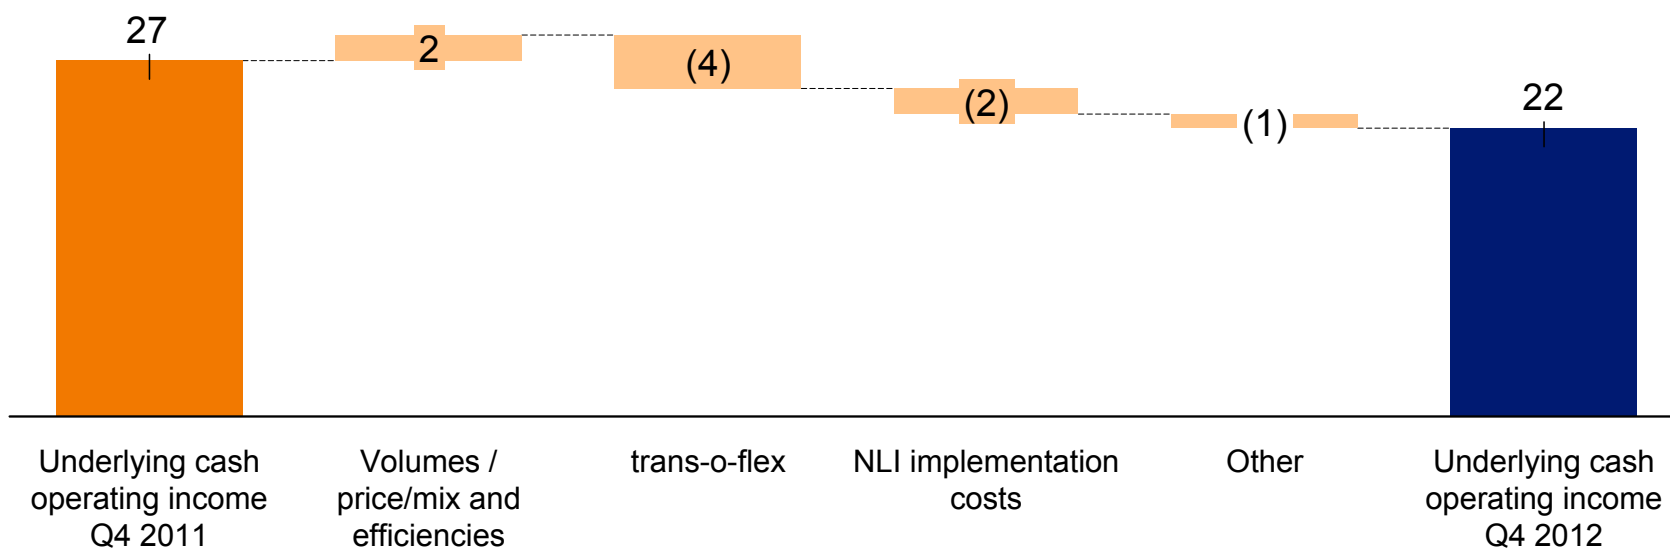 27
2
(4)
(2)
(1)
22
Underlying cash
operating income
Q4 2011
Volumes /
price/mix and
efficiencies
trans-o-flex
NLI implementation
costs
Other
Underlying cash
operating income
Q4 2012